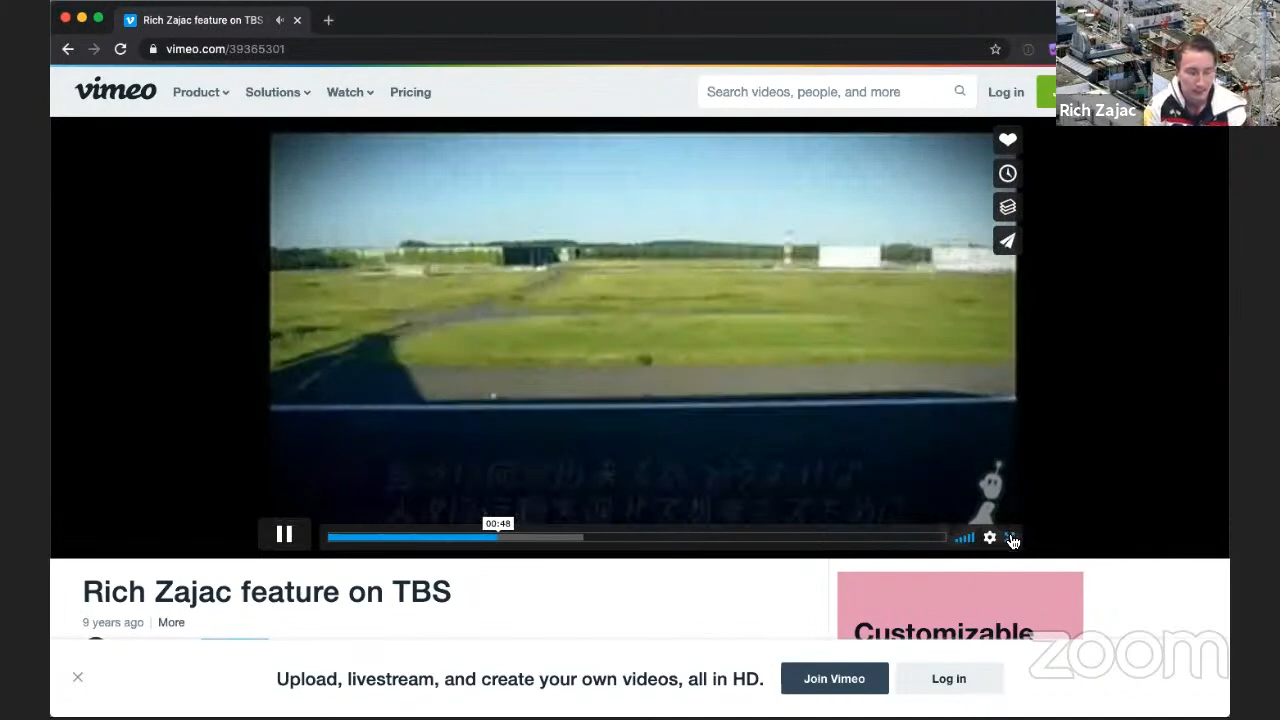 Rich Zajac feature on TBS
vimeo.com/39365301
vimeo
Product
Solutions
Watch
Pricing
Search videos, people, and more
Log in
Rich Zajac
00:48
Rich Zajac feature on TBS
9 years ago
More
Customizable
Upload, livestream, and create your own videos, all in HD.
Join Vimeo
Log in
zoom